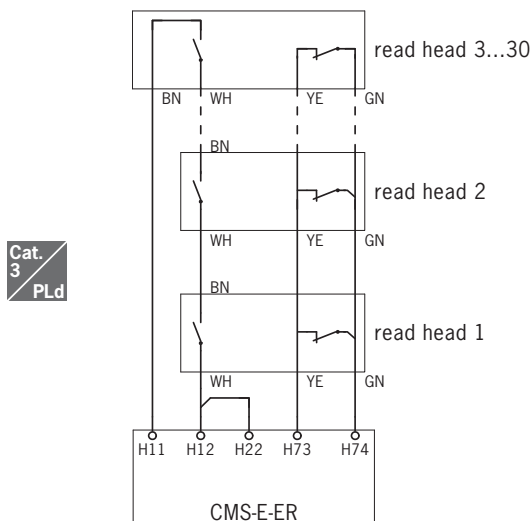 read head 3...30
BN WH YE GN
BN
read head 2
WH YE GN
Cat.
3
PLd
BN
read head 1
WH YE GN
H11 H12 H22 H73 H74
CMS-E-ER